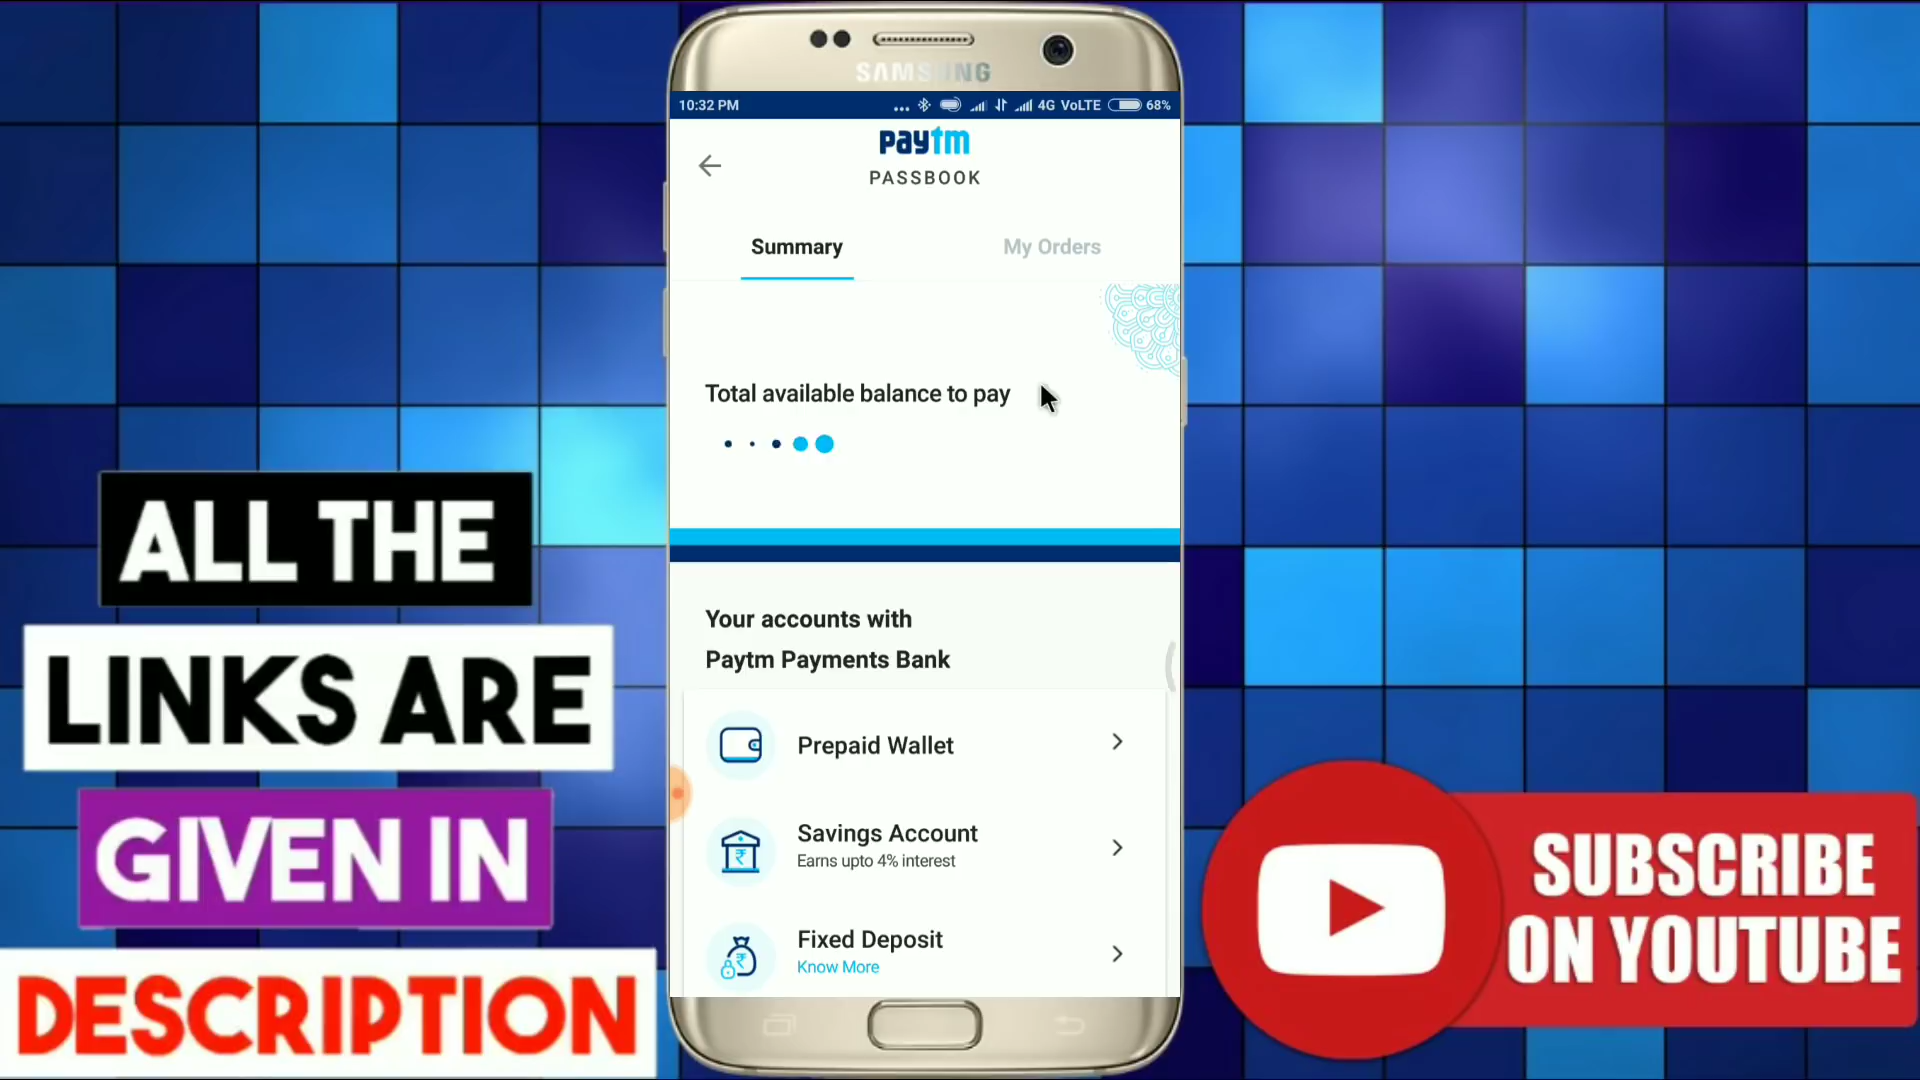 SAMSUNG
10:32 PM
4G VoLTE 68%
paytm
PASSBOOK
Summary
My Orders
Total available balance to pay
Your accounts with
Paytm Payments Bank
Prepaid Wallet
Savings Account
Earns upto 4% interest
Fixed Deposit
Know More
ALL THE
LINKS ARE
GIVEN IN
DESCRIPTION
SUBSCRIBE
ON YOUTUBE